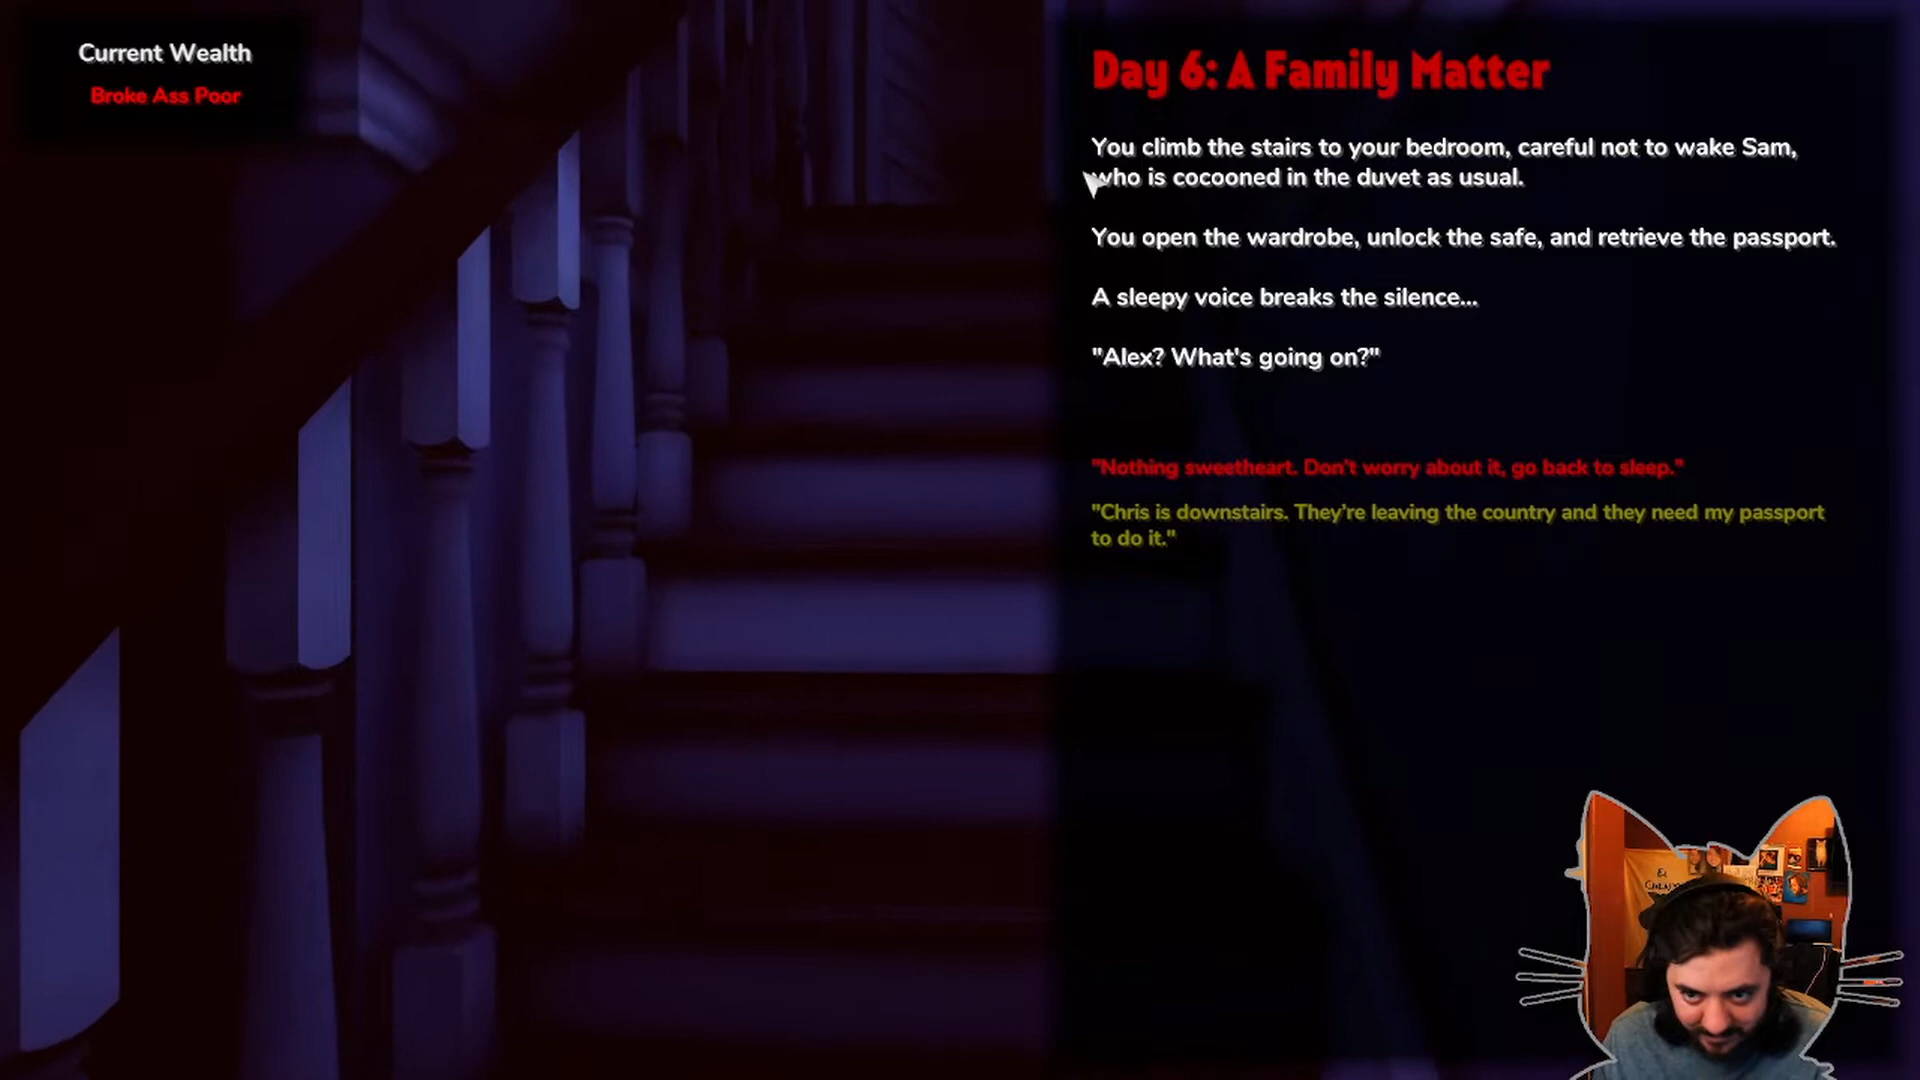 Current Wealth
Broke Ass Poor
Day 6: A Family Matter
You climb the stairs to your bedroom, careful not to wake Sam,
who is cocooned in the duvet as usual.
You open the wardrobe, unlock the safe, and retrieve the passport.
A sleepy voice breaks the silence...
"Alex? What's going on?"
"Nothing sweetheart. Don't worry about it, go back to sleep."
"Chris is downstairs. They're leaving the country and they need my passport
to do it."